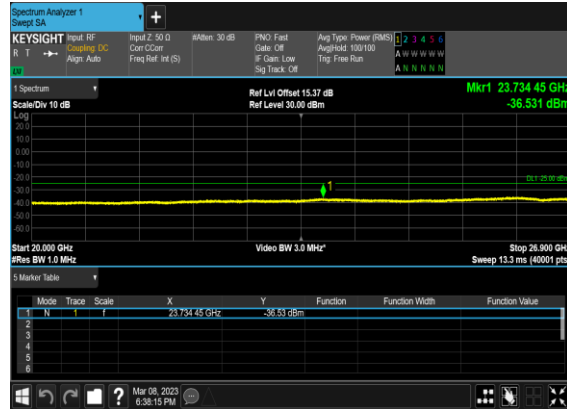 Spectrum Analyzer 1
Swept SA
+
KEYSIGHT Input: RF Input Z: 50 Ω #Atten: 30 dB PNO: Fast Avg Type: Power (RMS) 1 2 3 4 5 6
R T Coupling: DC Corr CCorr Gate: Off Avg|Hold: 100/100 A W W W W W
Align: Auto Freq Ref: Int (S) IF Gain: Low Trig: Free Run
Sig Track: Off A N N N N N
1 Spectrum Ref Lvl Offset 15.37 dB Mkr1 23.734 45 GHz
Scale/Div 10 dB Ref Level 30.00 dBm -36.531 dBm
Log
20.0
10.0
0.00
-10.0
-20.0
DL1 -25.00 dBm
-30.0 1
-40.0
-50.0
-60.0
Start 20.000 GHz Video BW 3.0 MHz* Stop 26.900 GHz
#Res BW 1.0 MHz Sweep 13.3 ms (40001 pts)
5 Marker Table
Mode Trace Scale X Y Function Function Width Function Value
1 N 1 f 23.734 45 GHz -36.53 dBm
2
3
4
5
6
? Mar 08, 2023
6:38:15 PM